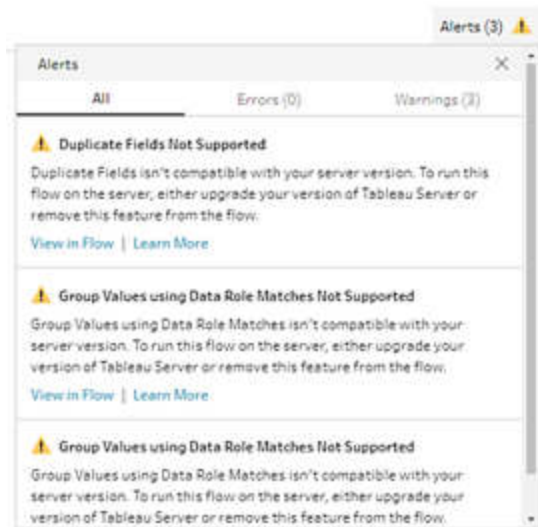 Alerts (3)
Alerts
All Errors (0) Warnings (3)
Duplicate Fields Not Supported
Duplicate Fields isn't compatible with your server version. To run this
flow on the server, either upgrade your version of Tableau Server or
remove this feature from the flow.
View in Flow | Learn More
Group Values using Data Role Matches Not Supported
Group Values using Data Role Matches isn't compatible with your
server version. To run this flow on the server, either upgrade your
version of Tableau Server or remove this feature from the flow.
View in Flow | Learn More
Group Values using Data Role Matches Not Supported
Group Values using Data Role Matches isn't compatible with your
server version. To run this flow on the server, either upgrade your
version of Tableau Server or remove this feature from the flow.